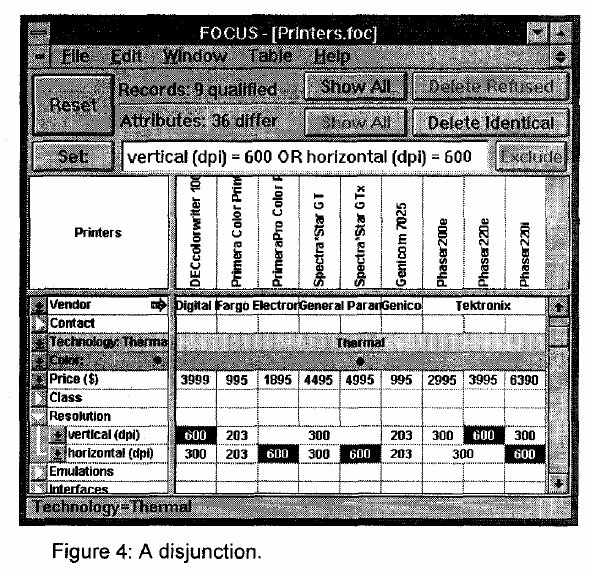 FOCUS - [Printers.foc]
File Edit Window Table Help
Reset
Records: 9 qualified Show All Delete Refused
Attributes: 36 differ Show All Delete Identical
Set: vertical (dpi) = 600 OR horizontal (dpi) = 600 Exclude
Printers
DECcolorwriter 100
Primera Color Prin
PrimeraPro Color P
Spectra*Star GT
Spectra*Star GTx
Genicom 7025
Phaser200e
Phaser220e
Phaser220i
Vendor Digital Fargo Electron General Param Genico Tektronix
Contact
Technology: Therma Thermal
Color:
Price ($) 3999 995 1895 4495 4995 995 2995 3995 6390
Class
Resolution
vertical (dpi) 600 203 300 203 300 600 300
horizontal (dpi) 300 203 600 300 600 203 300 600
Emulations
Interfaces
Technology=Thermal
Figure 4: A disjunction.